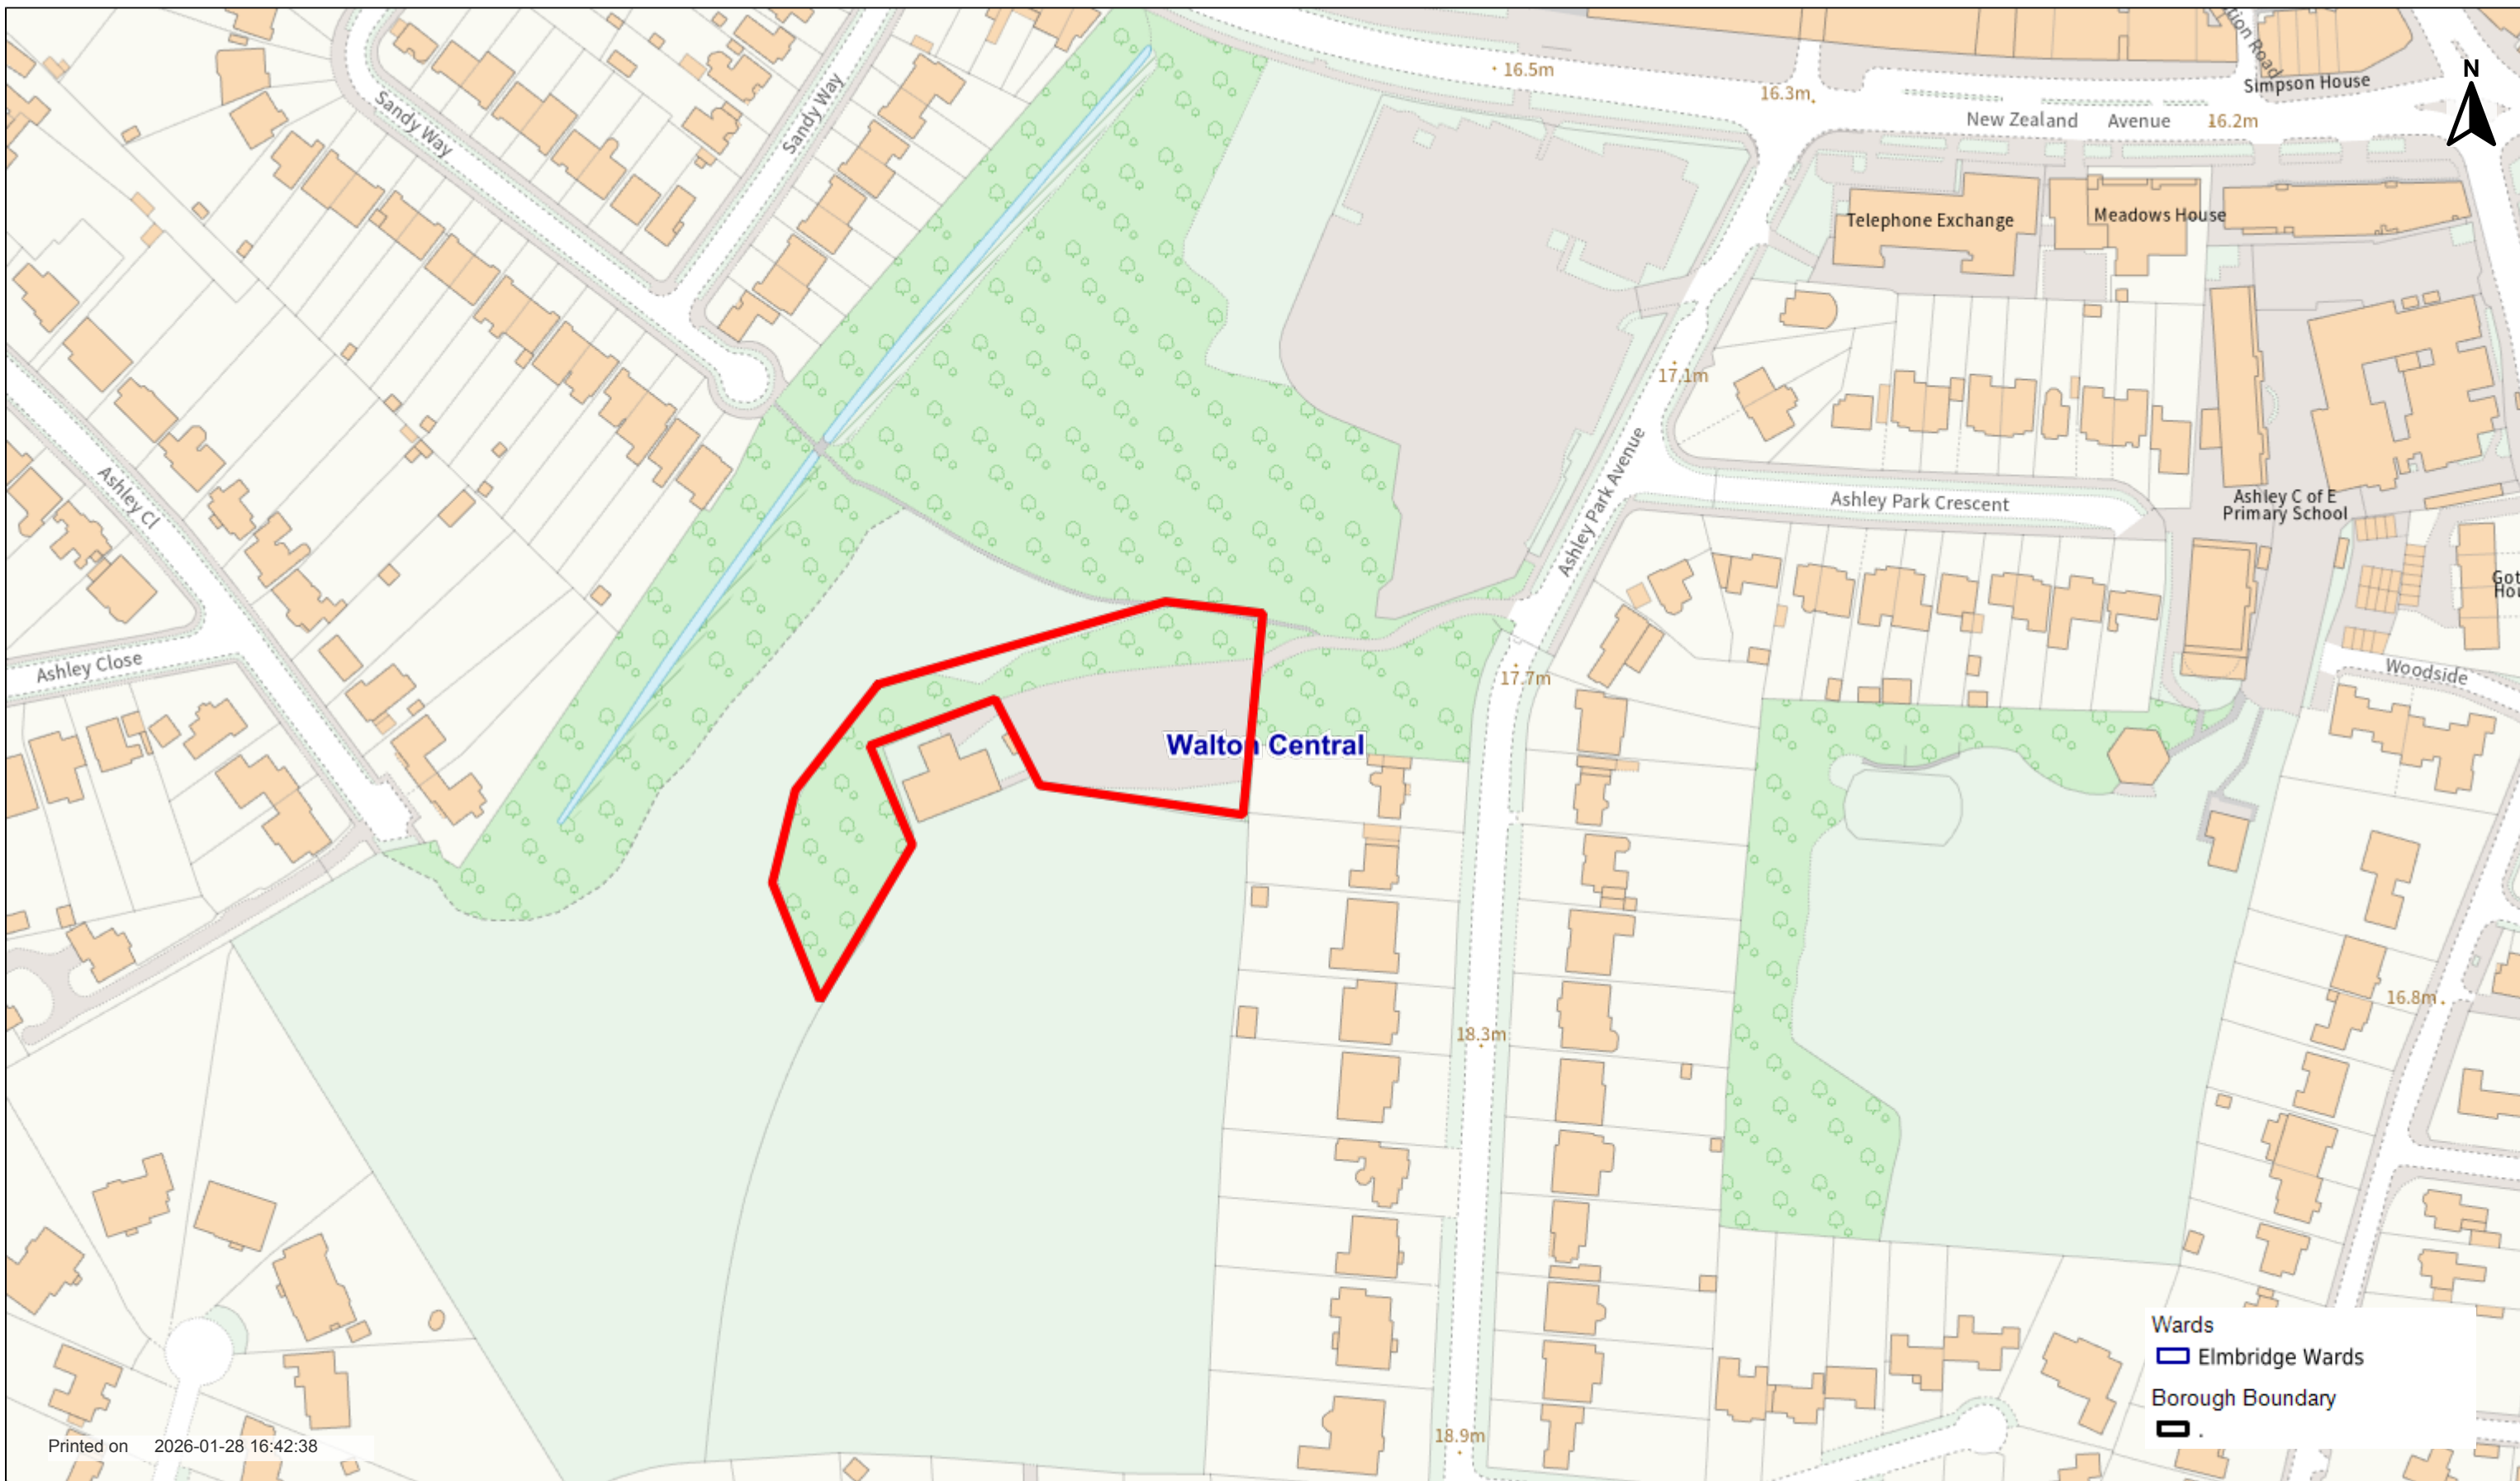 Simpson House
N
16.5m
16.3m
New Zealand Avenue
16.2m
Sandy Way
Sandy Way
Telephone Exchange
Meadows House
17.1m
Ashley Park Avenue
Ashley Park Crescent
Ashley C of E
Primary School
Ashley Cl
Ashley Close
17.7m
Woodside
Walton Central
16.8m
18.3m
18.9m
Wards
Elmbridge Wards
Borough Boundary
.
Printed on 2026-01-28 16:42:38